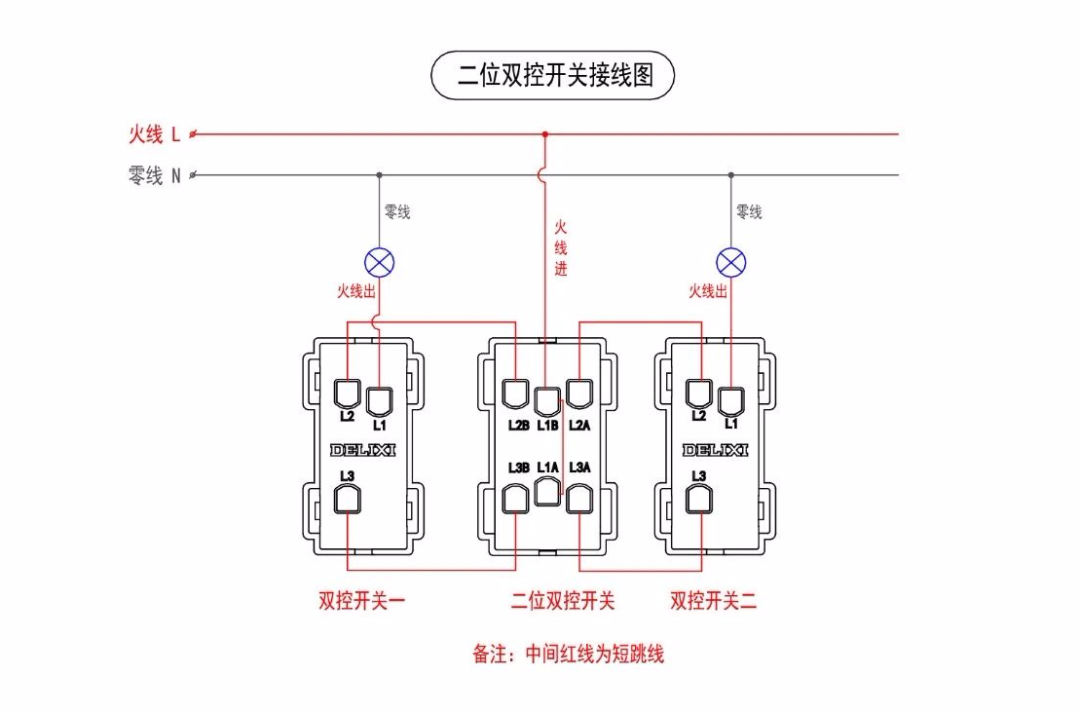 二位双控开关接线图
火线 L
零线 N
零线
零线
火线进
火线出
火线出
L2
L1
L2B
L1B
L2A
L2
L1
DELIXI
DELIXI
L3
L3B
L1A
L3A
L3
双控开关一
二位双控开关
双控开关二
备注：中间红线为短跳线